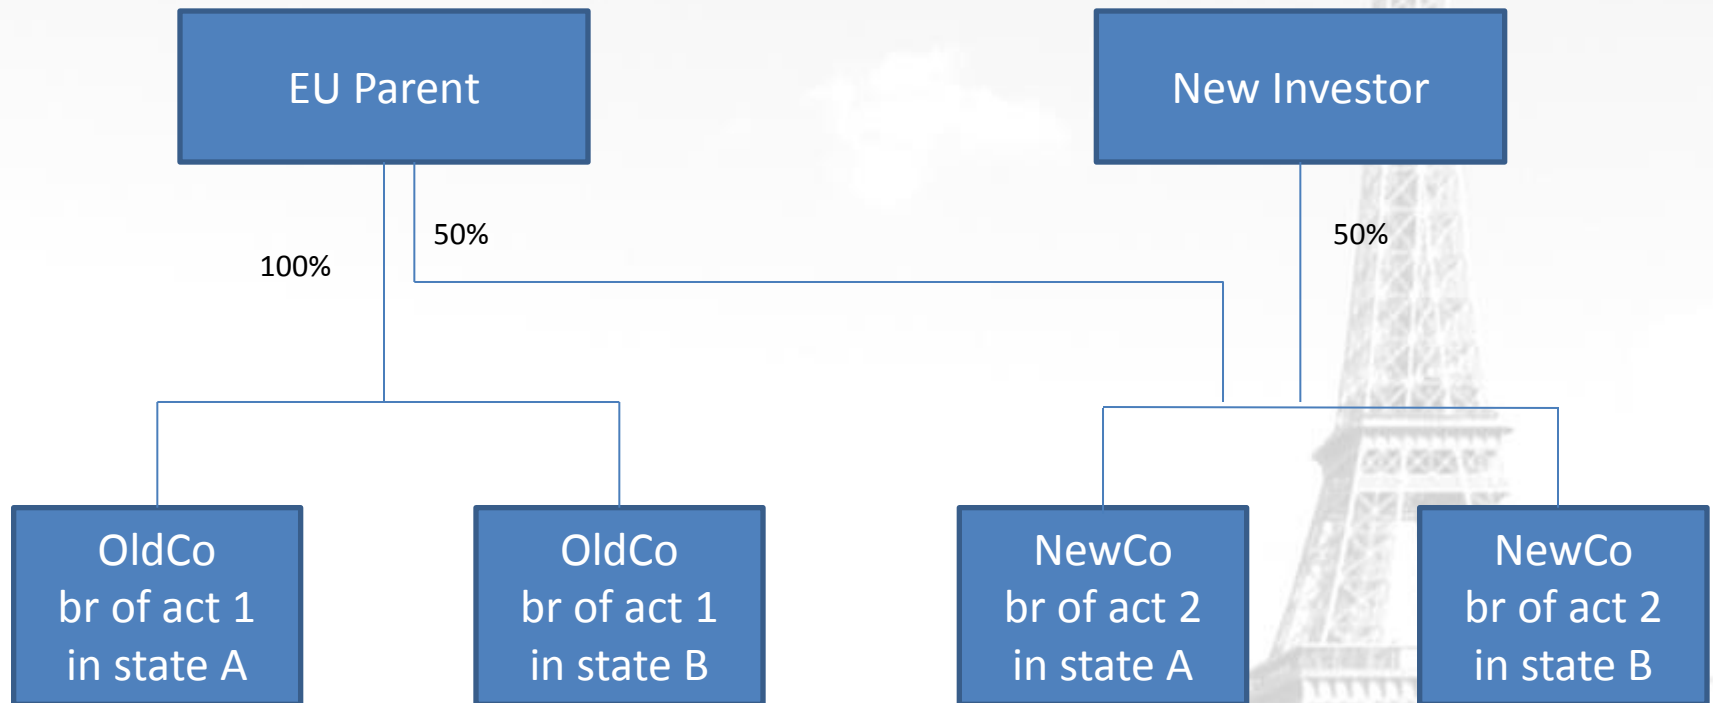 EU Parent
New Investor
50%
50%
100%
OldCo
br of act 1
in state A
OldCo
br of act 1
in state B
NewCo
br of act 2
in state A
NewCo
br of act 2
in state B